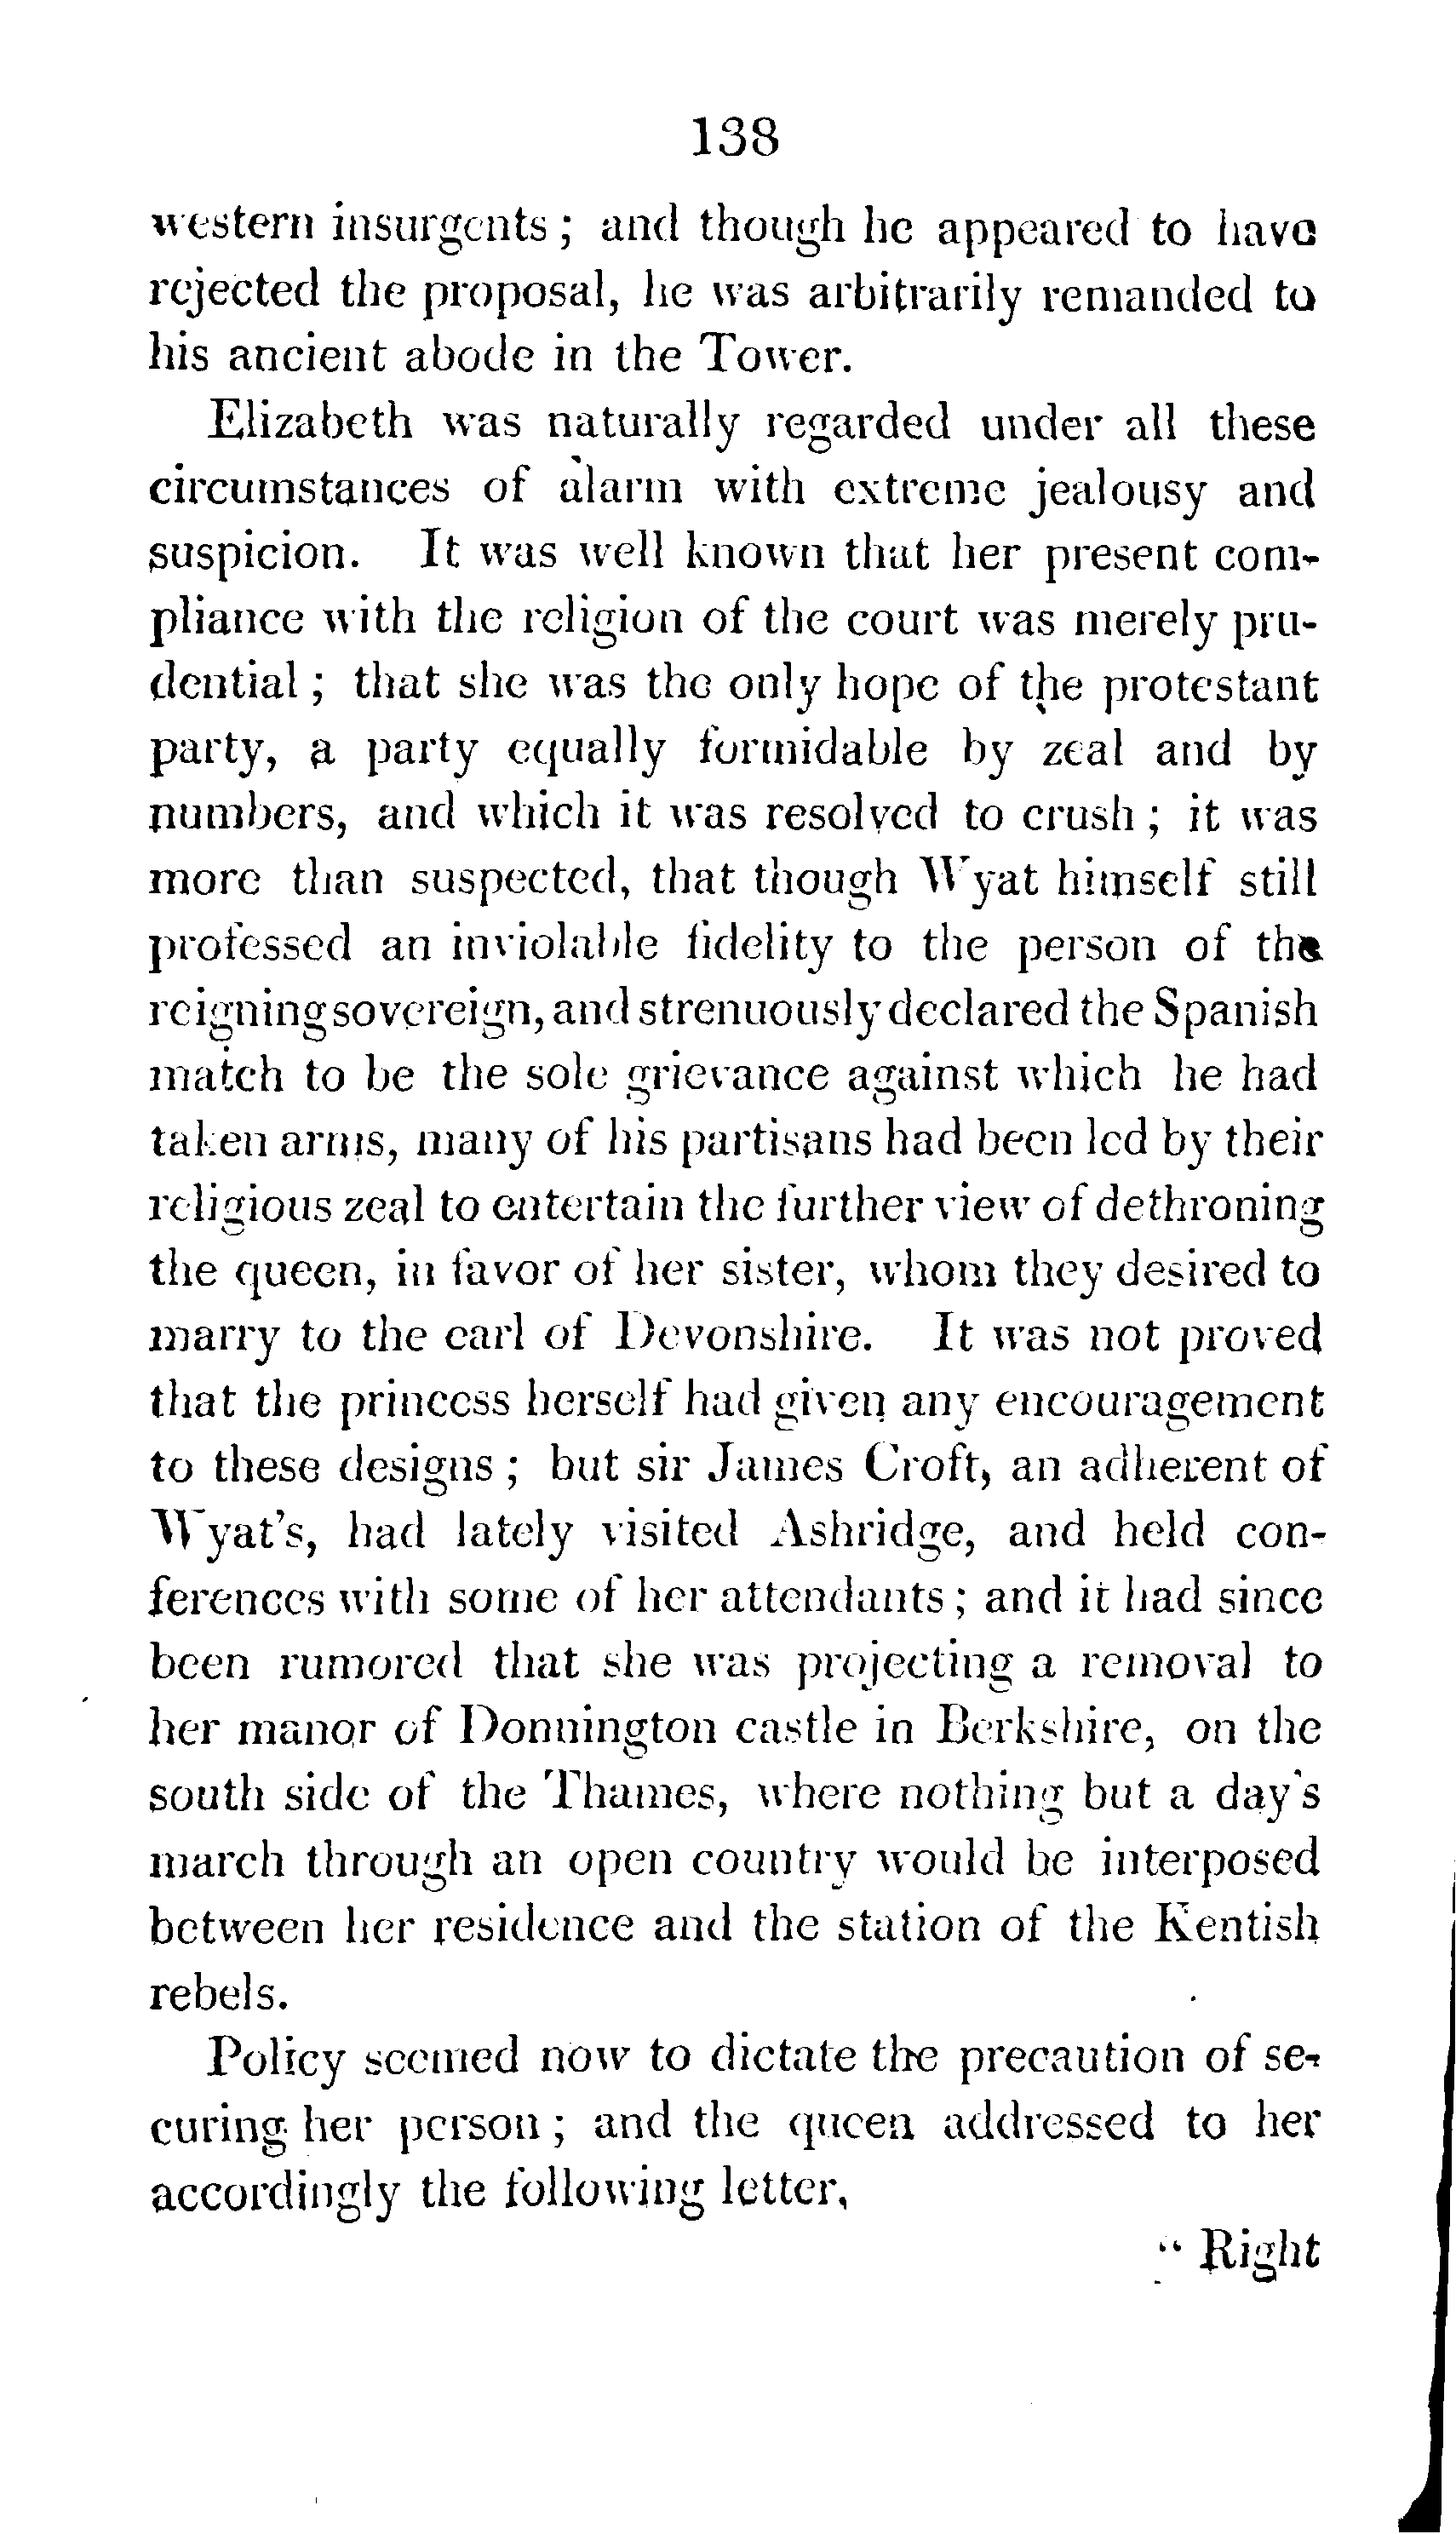 138
western insurgents ; and though he appeared to have
rejected the proposal, he was arbitrarily remanded to
his ancient abode in the Tower.
Elizabeth was naturally regarded under all these
circumstances of alarm with extreme jealousy and
suspicion. It was well known that her present com-
pliance with the religion of the court was merely pru-
dential ; that she was the only hope of the protestant
party, a party equally formidable by zeal and by
numbers, and which it was resolved to crush ; it was
more than suspected, that though Wyat himself still
professed an inviolable fidelity to the person of the
reigning sovereign, and strenuously declared the Spanish
match to be the sole grievance against which he had
taken arms, many of his partisans had been led by their
religious zeal to entertain the further view of dethroning
the queen, in favor of her sister, whom they desired to
marry to the earl of Devonshire. It was not proved
that the princess herself had given any encouragement
to these designs ; but sir James Croft, an adherent of
Wyat's, had lately visited Ashridge, and held con-
ferences with some of her attendants ; and it had since
been rumored that she was projecting a removal to
her manor of Donnington castle in Berkshire, on the
south side of the Thames, where nothing but a day's
march through an open country would be interposed
between her residence and the station of the Kentish
rebels.
Policy seemed now to dictate the precaution of se-
curing her person ; and the queen addressed to her
accordingly the following letter,
" Right